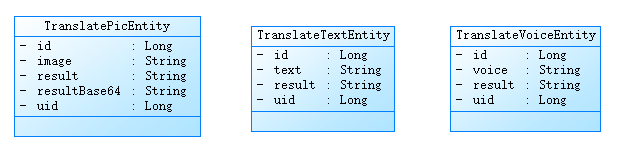 TranslatePicEntity
- id : Long
- image : String
- result : String
- resultBase64 : String
- uid : Long
TranslateTextEntity
- id : Long
- text : String
- result : String
- uid : Long
TranslateVoiceEntity
- id : Long
- voice : String
- result : String
- uid : Long